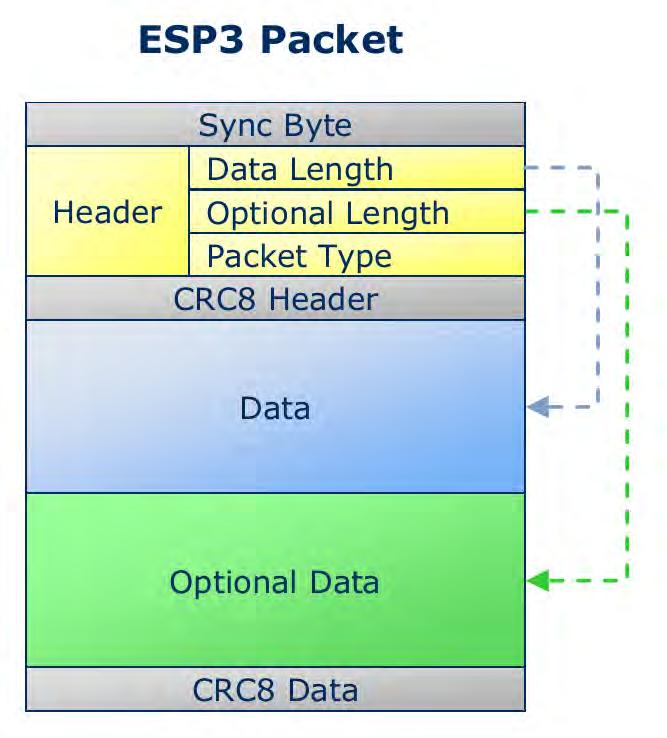 ESP3 Packet
Sync Byte
Header
Data Length
Optional Length
Packet Type
CRC8 Header
Data
Optional Data
CRC8 Data